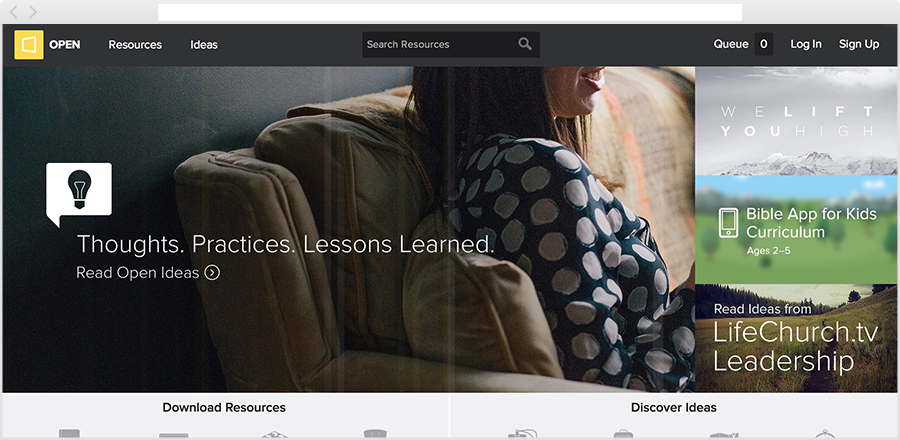 OPEN Resources Ideas Search Resources Queue 0 Log In Sign Up
Thoughts. Practices. Lessons Learned.
Read Open Ideas
WE LIFT
YOU HIGH
Bible App for Kids
Curriculum
Ages 2–5
Read Ideas from
LifeChurch.tv
Leadership
Download Resources
Discover Ideas